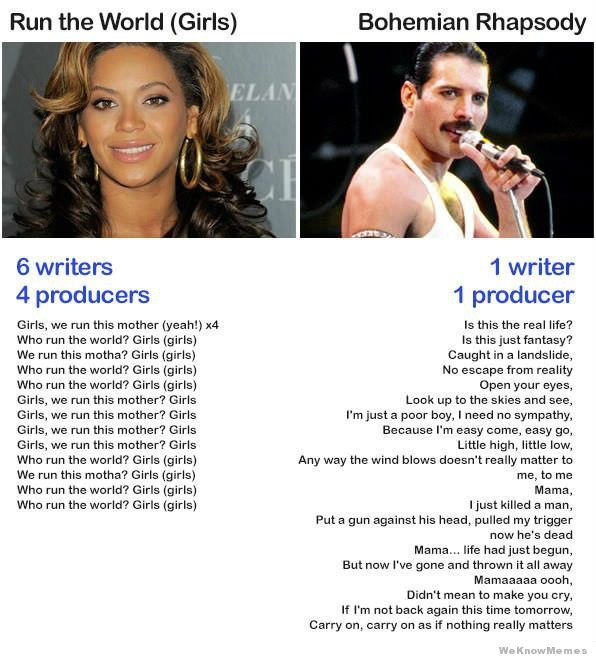 Run the World (Girls)
Bohemian Rhapsody
6 writers
4 producers
Girls, we run this mother (yeah!) x4
Who run the world? Girls (girls)
We run this motha? Girls (girls)
Who run the world? Girls (girls)
Who run the world? Girls (girls)
Girls, we run this mother? Girls
Girls, we run this mother? Girls
Girls, we run this mother? Girls
Girls, we run this mother? Girls
Who run the world? Girls (girls)
We run this motha? Girls (girls)
Who run the world? Girls (girls)
Who run the world? Girls (girls)
1 writer
1 producer
Is this the real life?
Is this just fantasy?
Caught in a landslide,
No escape from reality
Open your eyes,
Look up to the skies and see,
I'm just a poor boy, I need no sympathy,
Because I'm easy come, easy go,
Little high, little low,
Any way the wind blows doesn't really matter to
me, to me
Mama,
I just killed a man,
Put a gun against his head, pulled my trigger
now he's dead
Mama... life had just begun,
But now I've gone and thrown it all away
Mamaaaaa oooh,
Didn't mean to make you cry,
If I'm not back again this time tomorrow,
Carry on, carry on as if nothing really matters
WeKnowMemes